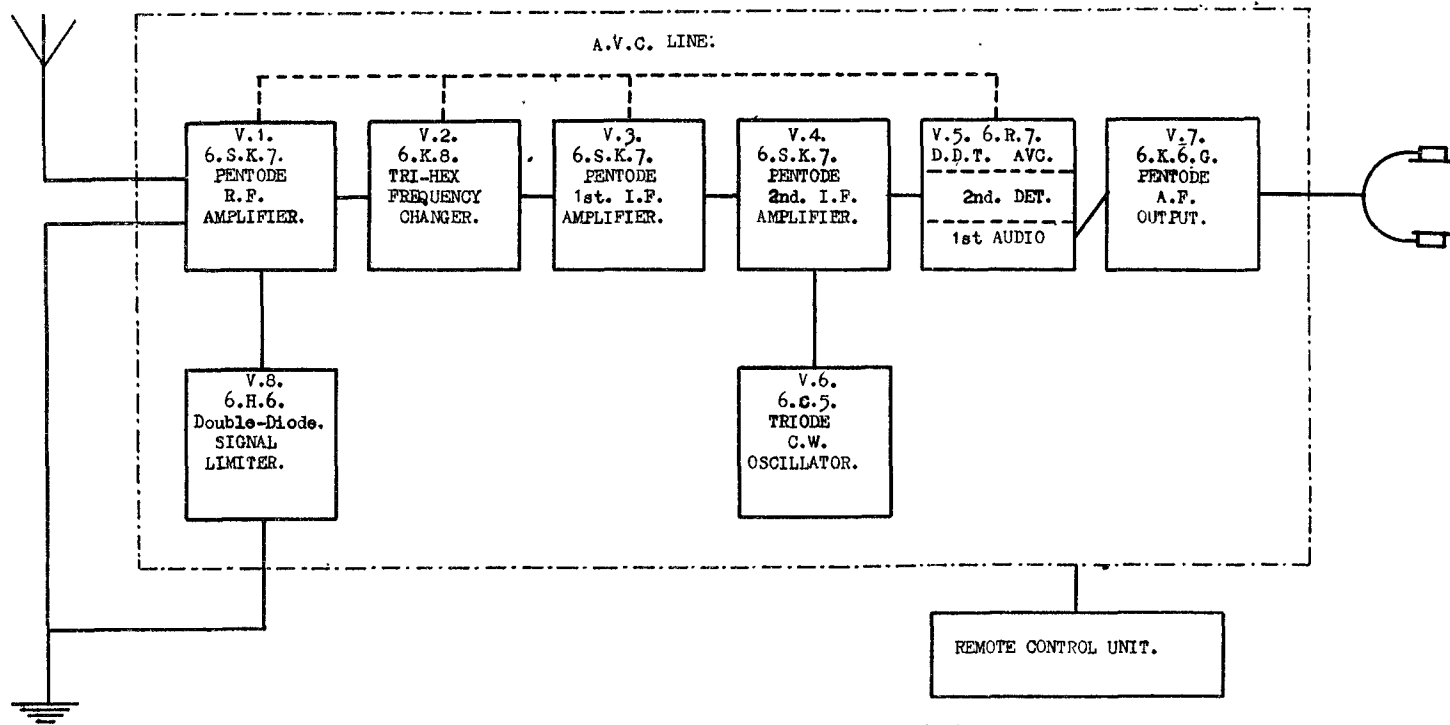 A.V.C. LINE:
V.1.
6.S.K.7.
PENTODE
R.F.
AMPLIFIER.
V.2.
6.K.8.
TRI-HEX
FREQUENCY
CHANGER.
V.3.
6.S.K.7.
PENTODE
1st. I.F.
AMPLIFIER.
V.4.
6.S.K.7.
PENTODE
2nd. I.F.
AMPLIFIER.
V.5. 6.R.7.
D.D.T. AVC.
2nd. DET.
1st AUDIO
V.7.
6.K.6.G.
PENTODE
A.F.
OUTPUT.
V.8.
6.H.6.
Double-Diode.
SIGNAL
LIMITER.
V.6.
6.C.5.
TRIODE
C.W.
OSCILLATOR.
REMOTE CONTROL UNIT.